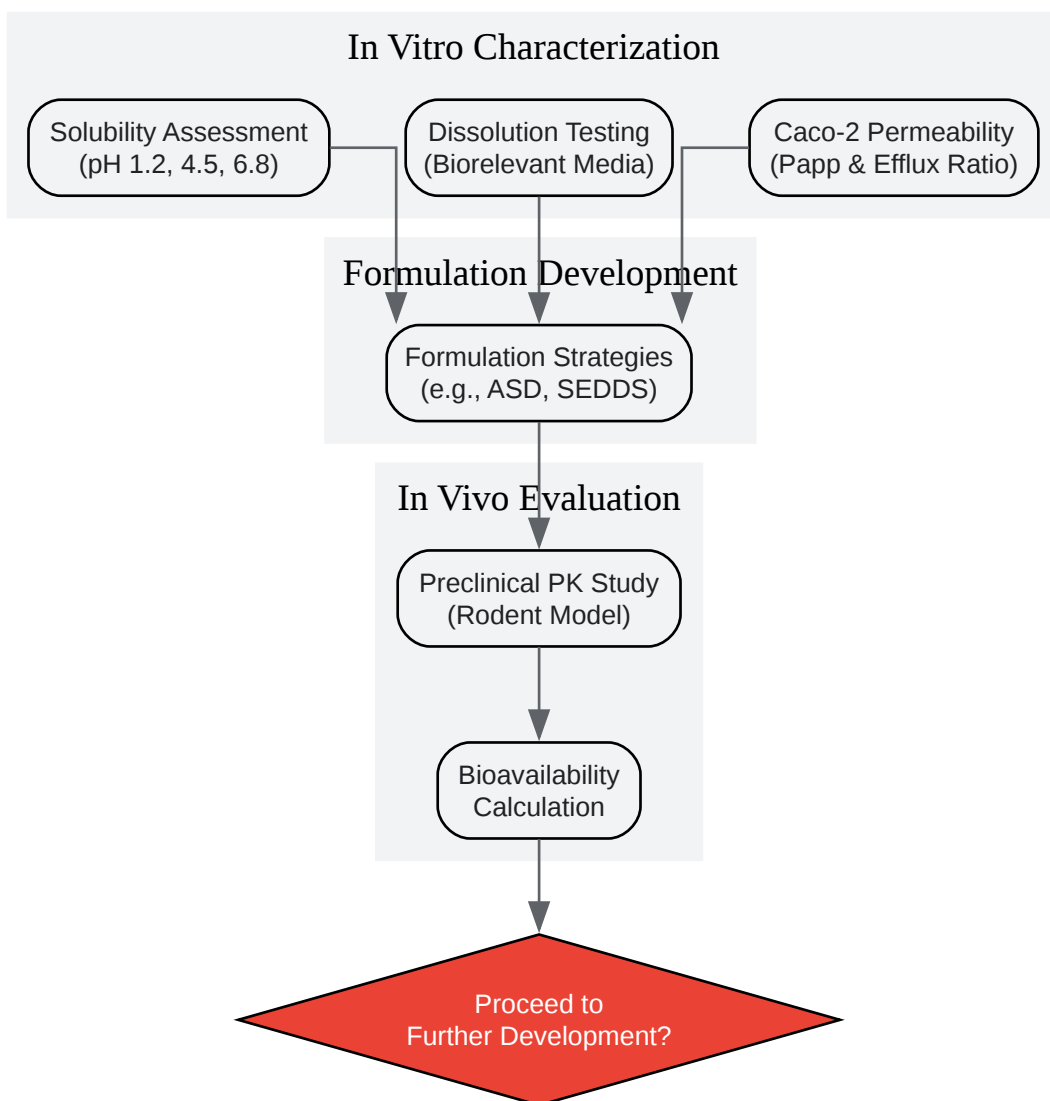 In Vitro Characterization
Solubility Assessment
(pH 1.2, 4.5, 6.8)
Dissolution Testing
(Biorelevant Media)
Caco-2 Permeability
(Papp & Efflux Ratio)
Formulation Development
Formulation Strategies
(e.g., ASD, SEDDS)
In Vivo Evaluation
Preclinical PK Study
(Rodent Model)
Bioavailability
Calculation
Proceed to
Further Development?